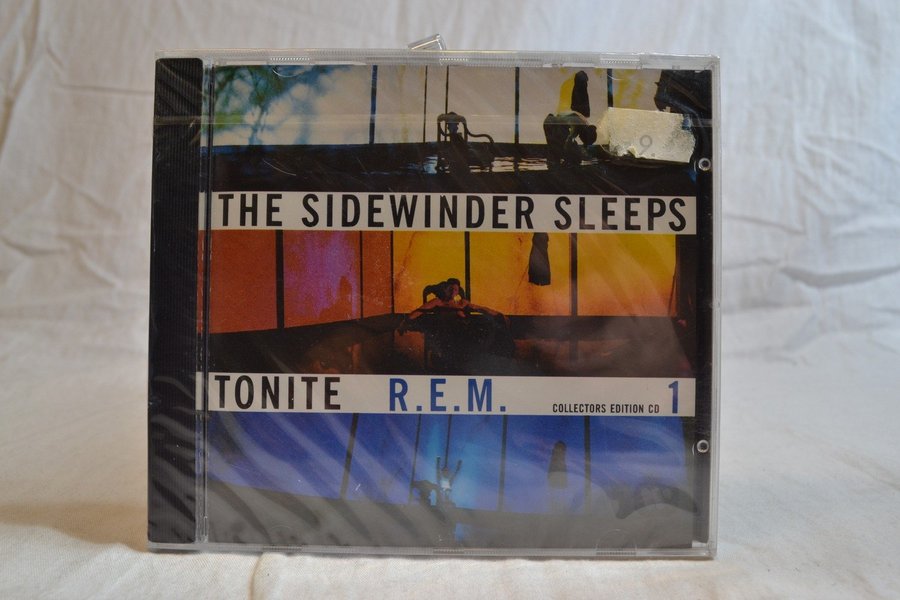 THE SIDEWINDER SLEEPS
TONITE R.E.M. COLLECTORS EDITION CD 1